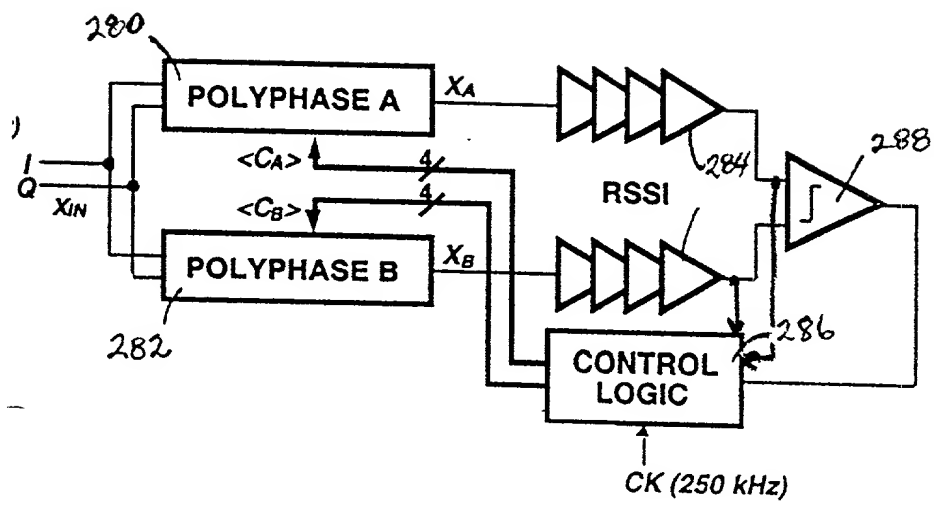 280
POLYPHASE A
XA
)
I
Q
XIN
<CA>
4
284
288
RSSI
<CB>
4
POLYPHASE B
XB
282
286
CONTROL
LOGIC
CK (250 kHz)